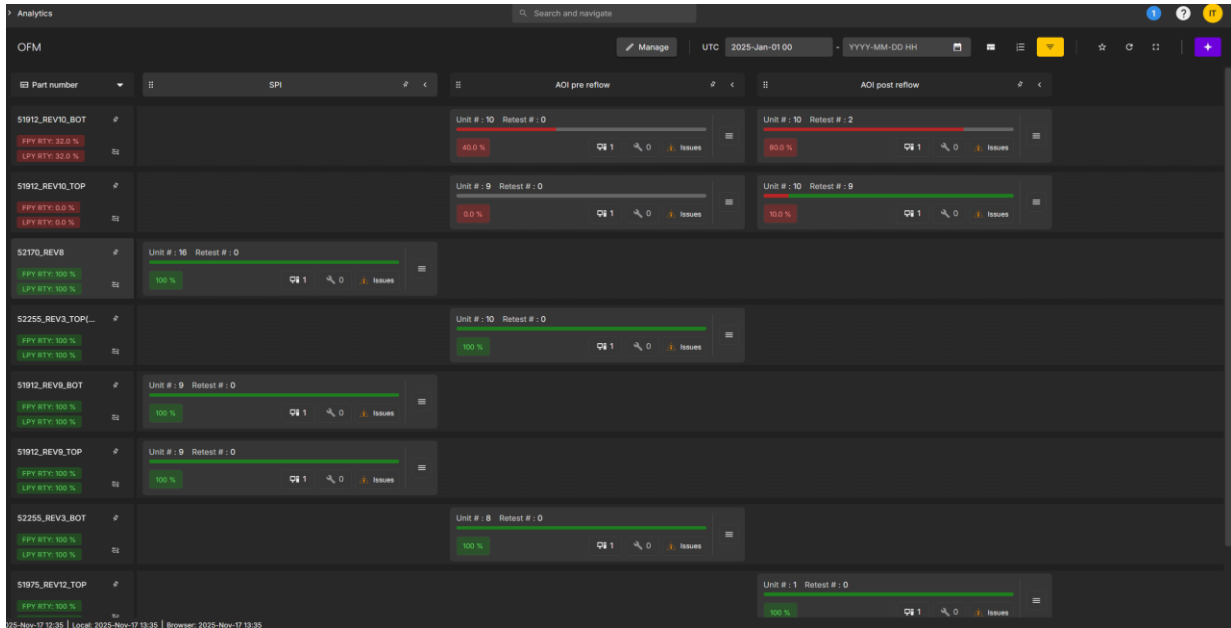 Analytics
Search and navigate
1 ? IT
OFM
Manage UTC 2025-Jan-01 00 - YYYY-MM-DD HH
Part number SPI AOI pre reflow AOI post reflow
51912_REV10_BOT Unit # : 10 Retest # : 0 Unit # : 10 Retest # : 2
FPY RTY: 32.0 %
LPY RTY: 32.0 % 40.0 % 1 0 Issues 80.0 % 1 0 Issues
51912_REV10_TOP Unit # : 9 Retest # : 0 Unit # : 10 Retest # : 9
FPY RTY: 0.0 %
LPY RTY: 0.0 % 0.0 % 1 0 Issues 10.0 % 1 0 Issues
52170_REV8 Unit # : 16 Retest # : 0
FPY RTY: 100 %
LPY RTY: 100 % 100 % 1 0 Issues
52255_REV3_TOP(... Unit # : 10 Retest # : 0
FPY RTY: 100 %
LPY RTY: 100 % 100 % 1 0 Issues
51912_REV9_BOT Unit # : 9 Retest # : 0
FPY RTY: 100 %
LPY RTY: 100 % 100 % 1 0 Issues
51912_REV9_TOP Unit # : 9 Retest # : 0
FPY RTY: 100 %
LPY RTY: 100 % 100 % 1 0 Issues
52255_REV3_BOT Unit # : 8 Retest # : 0
FPY RTY: 100 %
LPY RTY: 100 % 100 % 1 0 Issues
51975_REV12_TOP Unit # : 1 Retest # : 0
FPY RTY: 100 % 100 % 1 0 Issues
25-Nov-17 12:35 | Local: 2025-Nov-17 13:35 | Browser: 2025-Nov-17 13:35